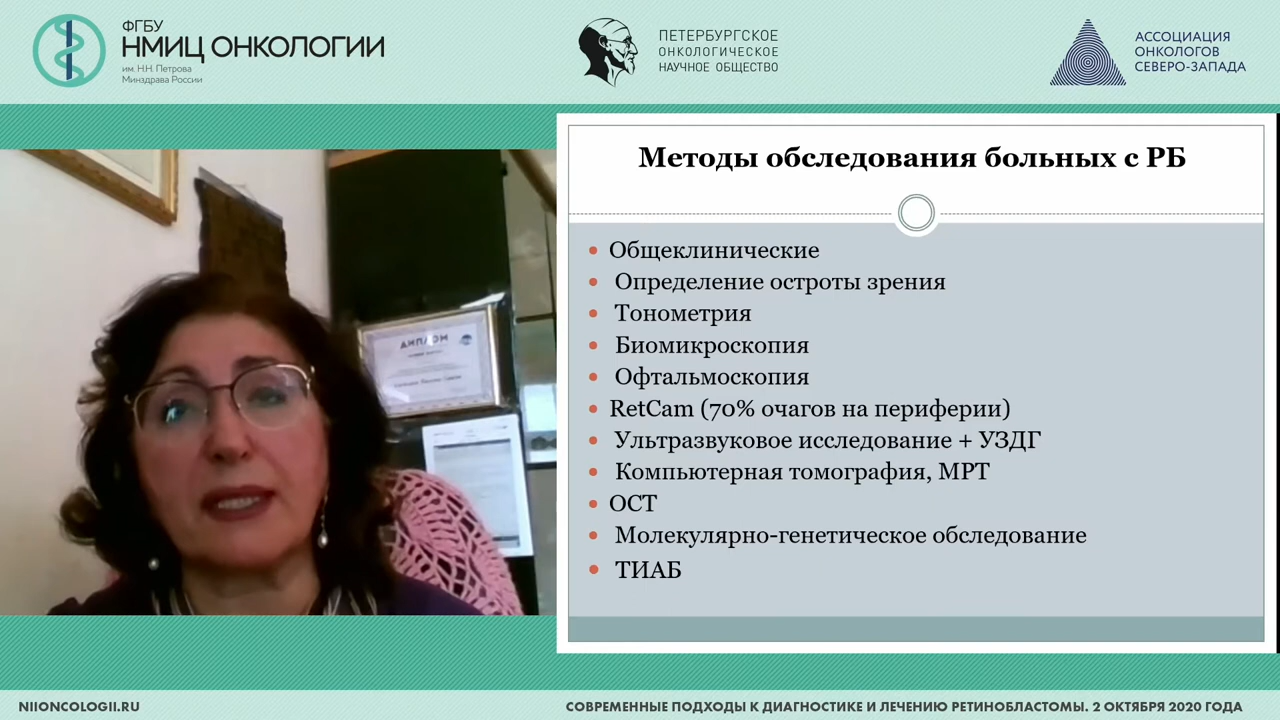 ФГБУ
НМИЦ ОНКОЛОГИИ
им. Н.Н. Петрова
Минздрава России
ПЕТЕРБУРГСКОЕ
ОНКОЛОГИЧЕСКОЕ
НАУЧНОЕ ОБЩЕСТВО
АССОЦИАЦИЯ
ОНКОЛОГОВ
СЕВЕРО-ЗАПАДА
ДИПЛОМ
Методы обследования больных с РБ
Общеклинические
Определение остроты зрения
Тонометрия
Биомикроскопия
Офтальмоскопия
RetCam (70% очагов на периферии)
Ультразвуковое исследование + УЗДГ
Компьютерная томография, МРТ
ОСТ
Молекулярно-генетическое обследование
ТИАБ
NIIONCOLOGII.RU
СОВРЕМЕННЫЕ ПОДХОДЫ К ДИАГНОСТИКЕ И ЛЕЧЕНИЮ РЕТИНОБЛАСТОМЫ. 2 ОКТЯБРЯ 2020 ГОДА